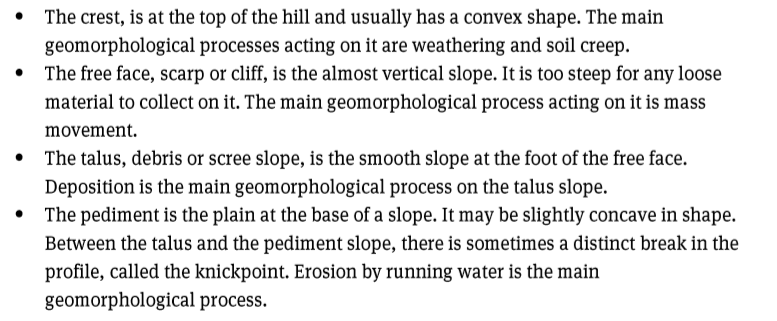 • The crest, is at the top of the hill and usually has a convex shape. The main
geomorphological processes acting on it are weathering and soil creep.
• The free face, scarp or cliff, is the almost vertical slope. It is too steep for any loose
material to collect on it. The main geomorphological process acting on it is mass
movement.
• The talus, debris or scree slope, is the smooth slope at the foot of the free face.
Deposition is the main geomorphological process on the talus slope.
• The pediment is the plain at the base of a slope. It may be slightly concave in shape.
Between the talus and the pediment slope, there is sometimes a distinct break in the
profile, called the knickpoint. Erosion by running water is the main
geomorphological process.